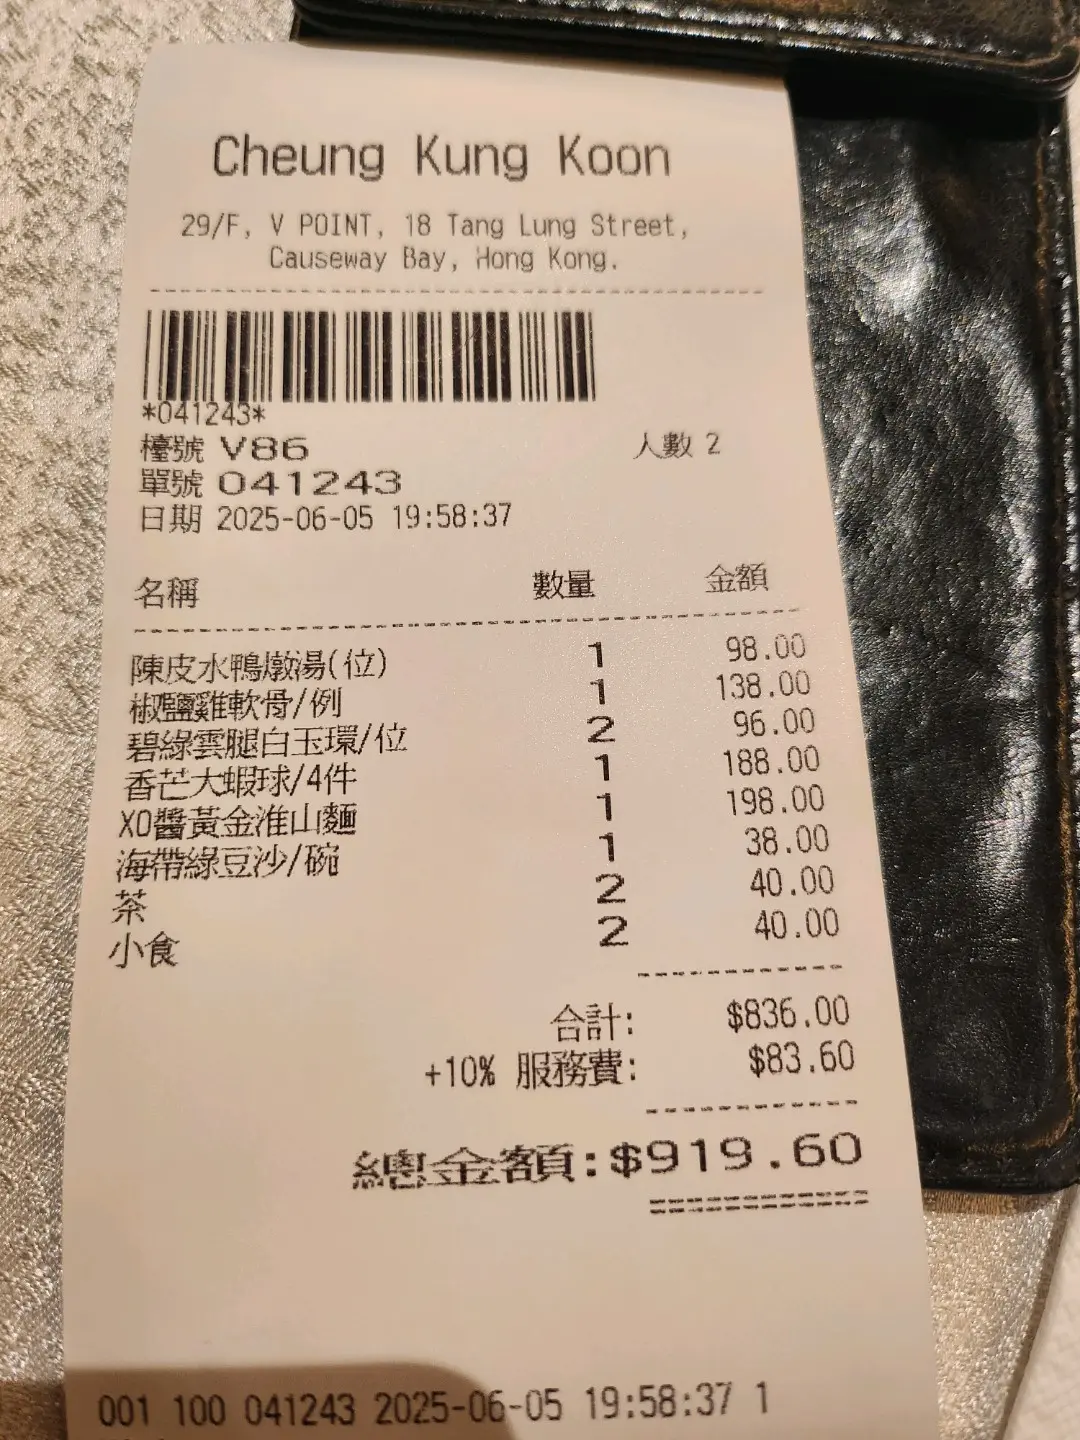 Cheung Kung Koon
29/F, V POINT, 18 Tang Lung Street,
Causeway Bay, Hong Kong.
*041243*
檯號 V86 人數 2
單號 041243
日期 2025-06-05 19:58:37
名稱 數量 金額
陳皮水鴨燉湯(位) 1 98.00
椒鹽雞軟骨/例 1 138.00
碧綠雲腿白玉環/位 2 96.00
香芒大蝦球/4件 1 188.00
XO醬黃金淮山麵 1 198.00
海帶綠豆沙/碗 1 38.00
茶 2 40.00
小食 2 40.00
合計: $836.00
+10% 服務費: $83.60
總金額:$919.60
001 100 041243 2025-06-05 19:58:37 1